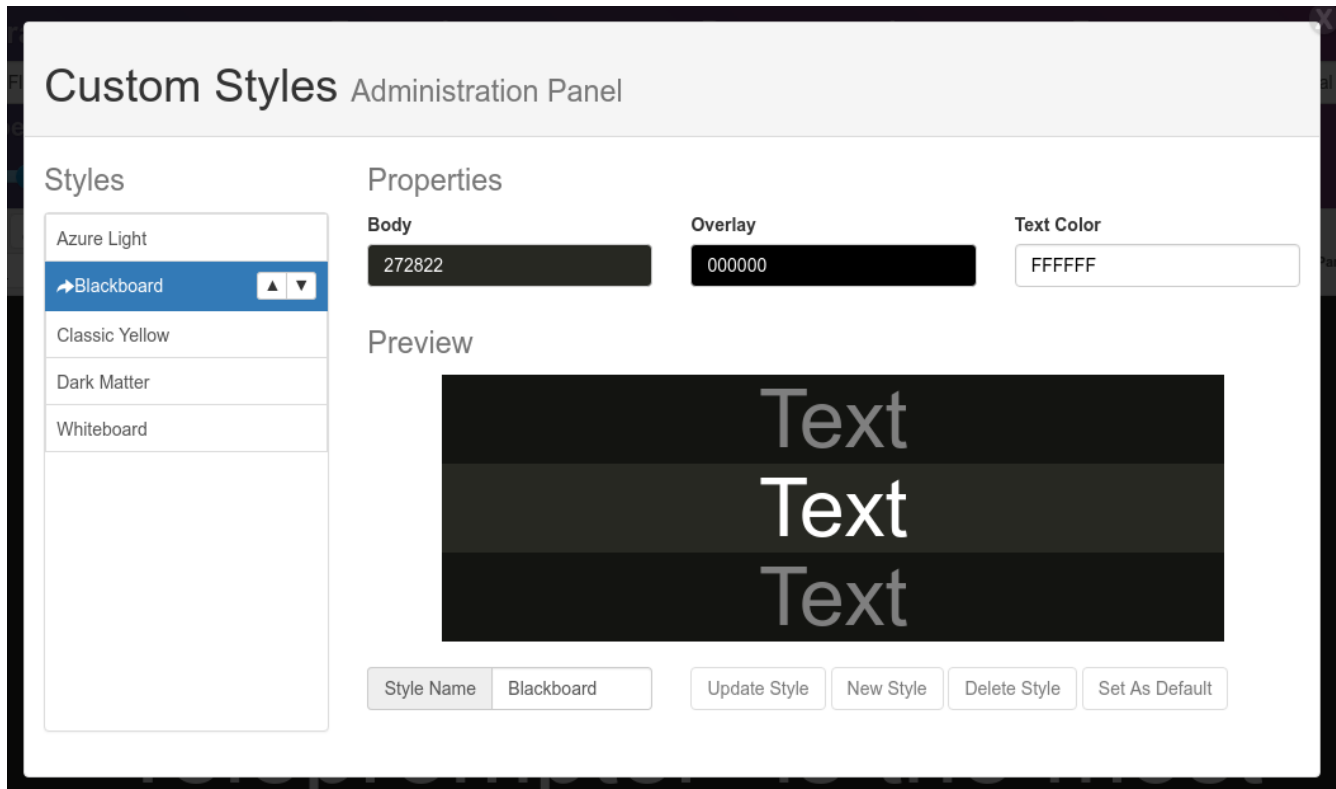 X
Custom Styles Administration Panel
Styles
Azure Light
Blackboard
▲ ▼
Classic Yellow
Dark Matter
Whiteboard
Properties
Body
272822
Overlay
000000
Text Color
FFFFFF
Preview
Text
Text
Text
Style Name
Blackboard
Update Style
New Style
Delete Style
Set As Default